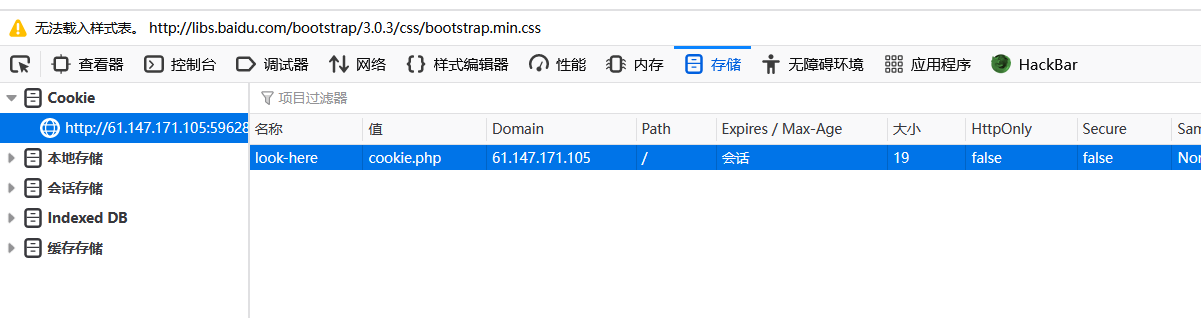 无法载入样式表。 http://libs.baidu.com/bootstrap/3.0.3/css/bootstrap.min.css
查看器 控制台 调试器 网络 {} 样式编辑器 性能 内存 存储 无障碍环境 应用程序 HackBar
Cookie
http://61.147.171.105:59628
本地存储
会话存储
Indexed DB
缓存存储
项目过滤器
名称 值 Domain Path Expires / Max-Age 大小 HttpOnly Secure Sam
look-here cookie.php 61.147.171.105 / 会话 19 false false Nor